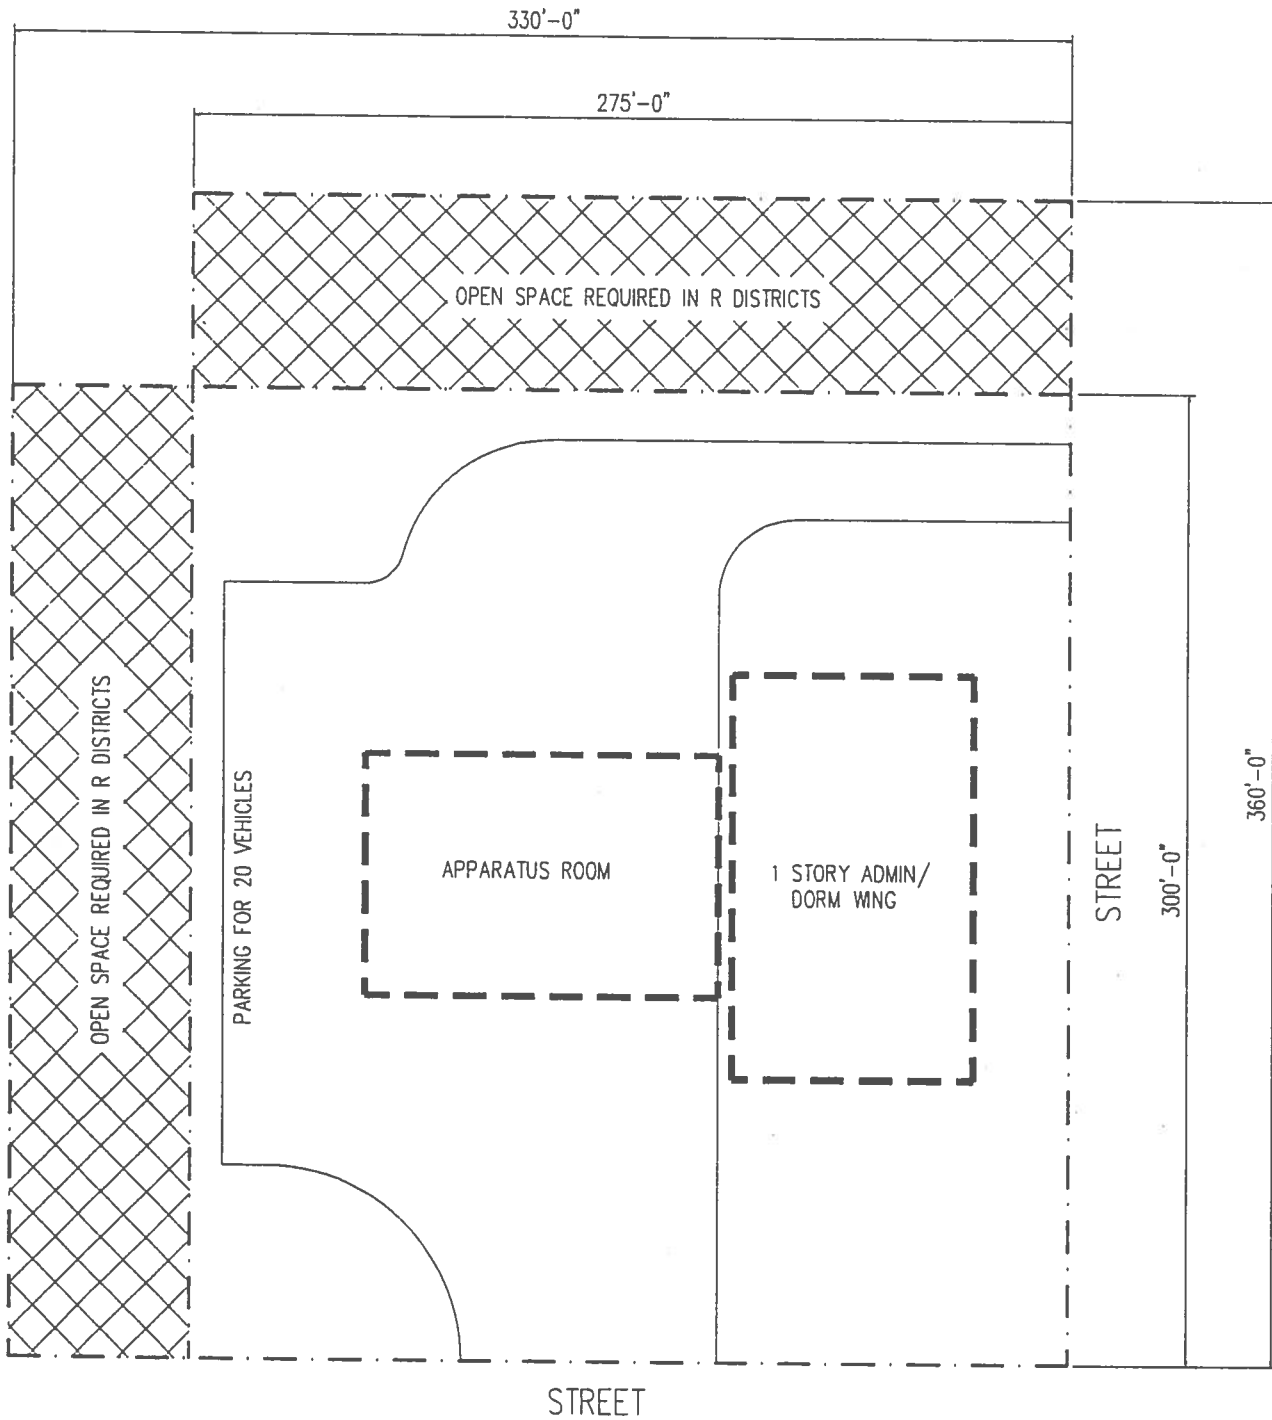 330'-0"
275'-0"
OPEN SPACE REQUIRED IN R DISTRICTS
OPEN SPACE REQUIRED IN R DISTRICTS
PARKING FOR 20 VEHICLES
APPARATUS ROOM
1 STORY ADMIN/
DORM WING
STREET
300'-0"
360'-0"
STREET